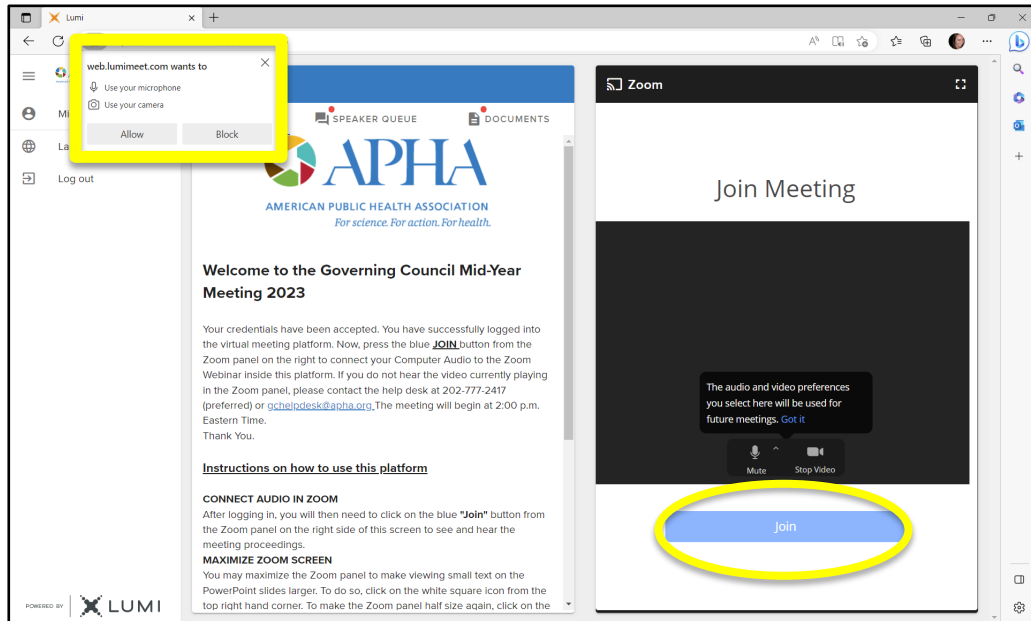 Lumi
web.lumimeet.com wants to
Use your microphone
Use your camera
Allow
Block
Log out
POWERED BY
LUMI
SPEAKER QUEUE
DOCUMENTS
APHA
AMERICAN PUBLIC HEALTH ASSOCIATION
For science. For action. For health.
Welcome to the Governing Council Mid-Year
Meeting 2023
Your credentials have been accepted. You have successfully logged into
the virtual meeting platform. Now, press the blue JOIN button from the
Zoom panel on the right to connect your Computer Audio to the Zoom
Webinar inside this platform. If you do not hear the video currently playing
in the Zoom panel, please contact the help desk at 202-777-2417
(preferred) or gchelpdesk@apha.org The meeting will begin at 2:00 p.m.
Eastern Time.
Thank You.
Instructions on how to use this platform
CONNECT AUDIO IN ZOOM
After logging in, you will then need to click on the blue "Join" button from
the Zoom panel on the right side of this screen to see and hear the
meeting proceedings.
MAXIMIZE ZOOM SCREEN
You may maximize the Zoom panel to make viewing small text on the
PowerPoint slides larger. To do so, click on the white square icon from the
top right hand corner. To make the Zoom panel half size again, click on the
Zoom
Join Meeting
The audio and video preferences
you select here will be used for
future meetings. Got it
Mute
Stop Video
Join